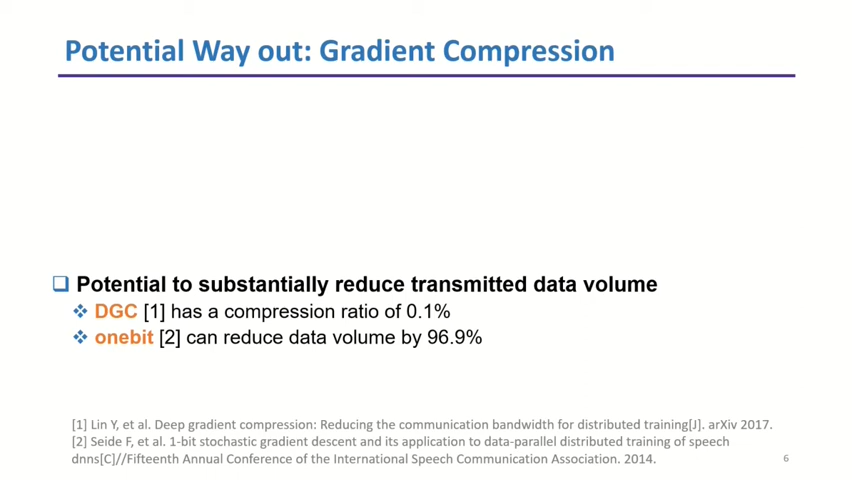 Potential Way out: Gradient Compression
Potential to substantially reduce transmitted data volume
DGC [1] has a compression ratio of 0.1%
onebit [2] can reduce data volume by 96.9%
[1] Lin Y, et al. Deep gradient compression: Reducing the communication bandwidth for distributed training[J]. arXiv 2017.
[2] Seide F, et al. 1-bit stochastic gradient descent and its application to data-parallel distributed training of speech
dnns[C]//Fifteenth Annual Conference of the International Speech Communication Association. 2014.
6